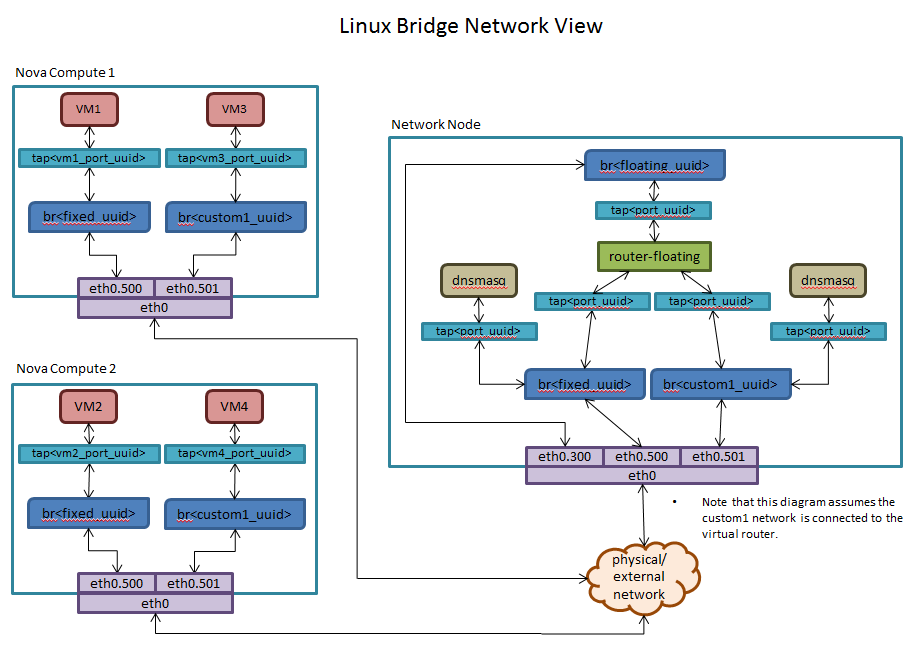 Linux Bridge Network View
Nova Compute 1
VM1
VM3
tap<vm1_port_uuid>
tap<vm3_port_uuid>
br<fixed_uuid>
br<custom1_uuid>
eth0.500
eth0.501
eth0
Nova Compute 2
VM2
VM4
tap<vm2_port_uuid>
tap<vm4_port_uuid>
br<fixed_uuid>
br<custom1_uuid>
eth0.500
eth0.501
eth0
Network Node
br<floating_uuid>
tap<port_uuid>
router-floating
dnsmasq
dnsmasq
tap<port_uuid>
tap<port_uuid>
tap<port_uuid>
tap<port_uuid>
br<fixed_uuid>
br<custom1_uuid>
eth0.300
eth0.500
eth0.501
eth0
• Note that this diagram assumes the
custom1 network is connected to the
virtual router.
physical/
external
network